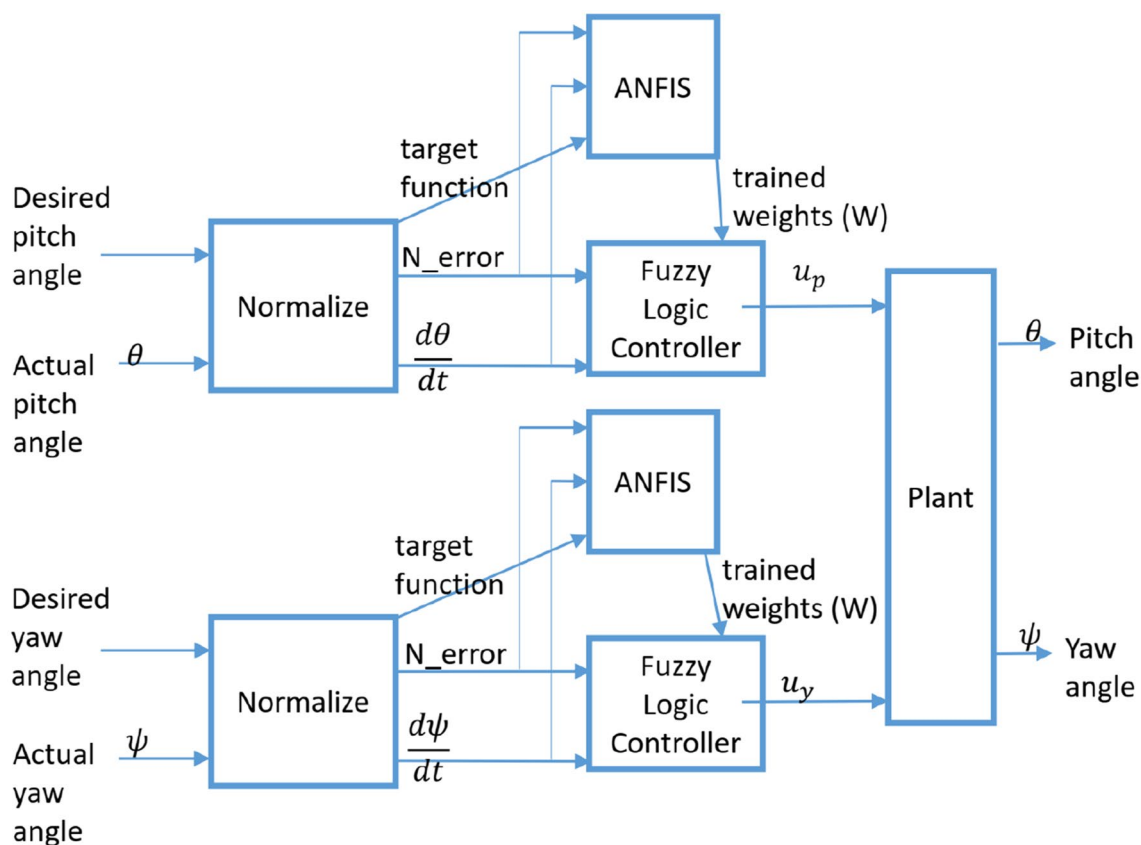 ANFIS
target
function
trained
weights (W)
Desired
pitch
angle
Normalize
N_error
Fuzzy
Logic
Controller
u_p
Actual
pitch
angle
θ
dθ
dt
θ
Pitch
angle
ANFIS
Plant
target
function
trained
weights (W)
Desired
yaw
angle
Normalize
N_error
Fuzzy
Logic
Controller
u_y
ψ
Yaw
angle
Actual
yaw
angle
ψ
dψ
dt